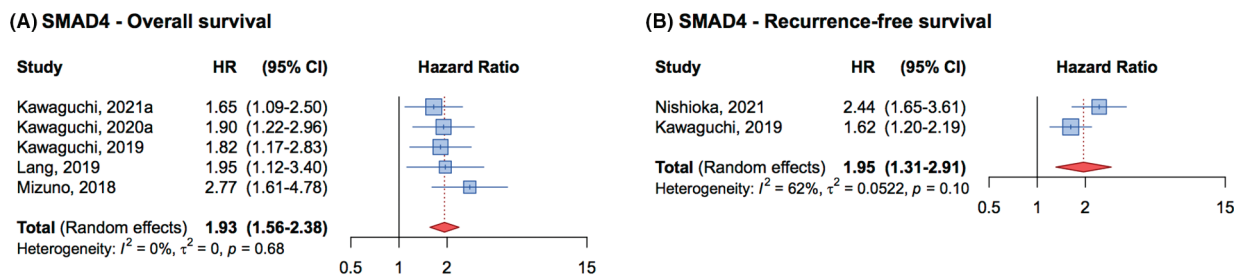 (A) SMAD4 - Overall survival
Study HR (95% CI) Hazard Ratio
Kawaguchi, 2021a 1.65 (1.09-2.50)
Kawaguchi, 2020a 1.90 (1.22-2.96)
Kawaguchi, 2019 1.82 (1.17-2.83)
Lang, 2019 1.95 (1.12-3.40)
Mizuno, 2018 2.77 (1.61-4.78)
Total (Random effects) 1.93 (1.56-2.38)
Heterogeneity: I² = 0%, τ² = 0, p = 0.68
0.5 1 2 15
(B) SMAD4 - Recurrence-free survival
Study HR (95% CI) Hazard Ratio
Nishioka, 2021 2.44 (1.65-3.61)
Kawaguchi, 2019 1.62 (1.20-2.19)
Total (Random effects) 1.95 (1.31-2.91)
Heterogeneity: I² = 62%, τ² = 0.0522, p = 0.10
0.5 1 2 15